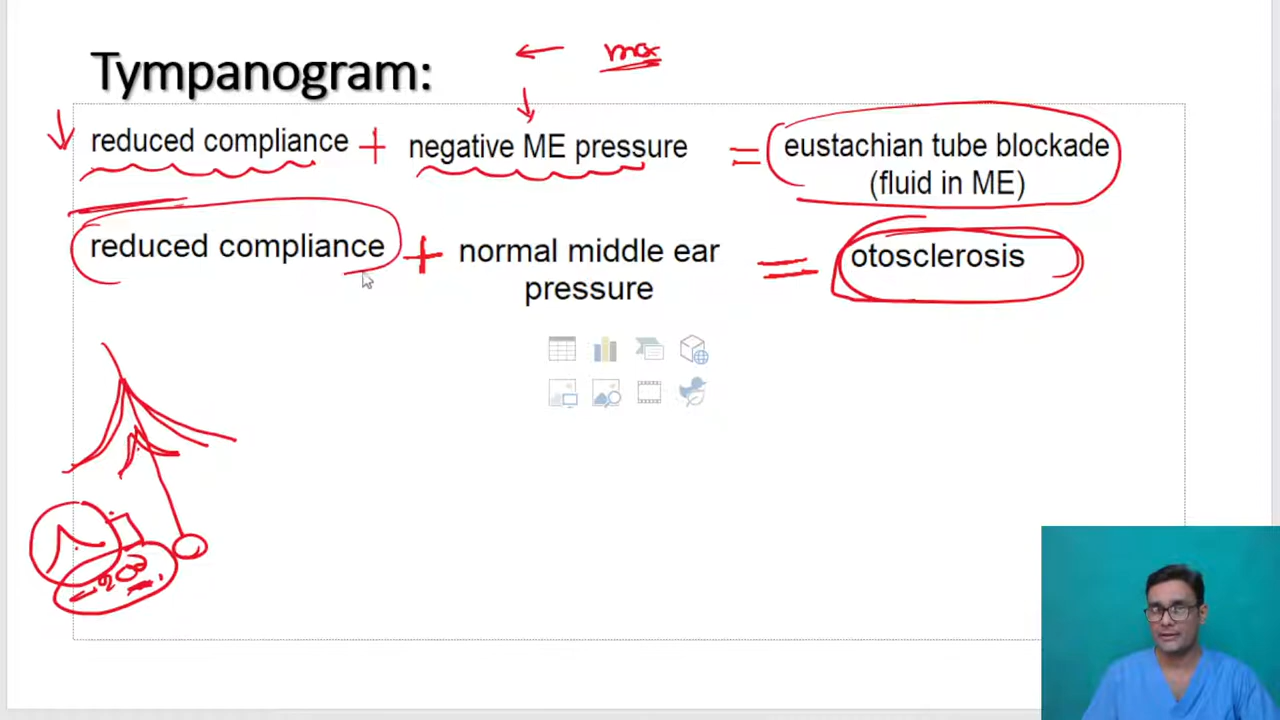 max
Tympanogram:
reduced compliance + negative ME pressure = eustachian tube blockade
(fluid in ME)
reduced compliance + normal middle ear = otosclerosis
pressure